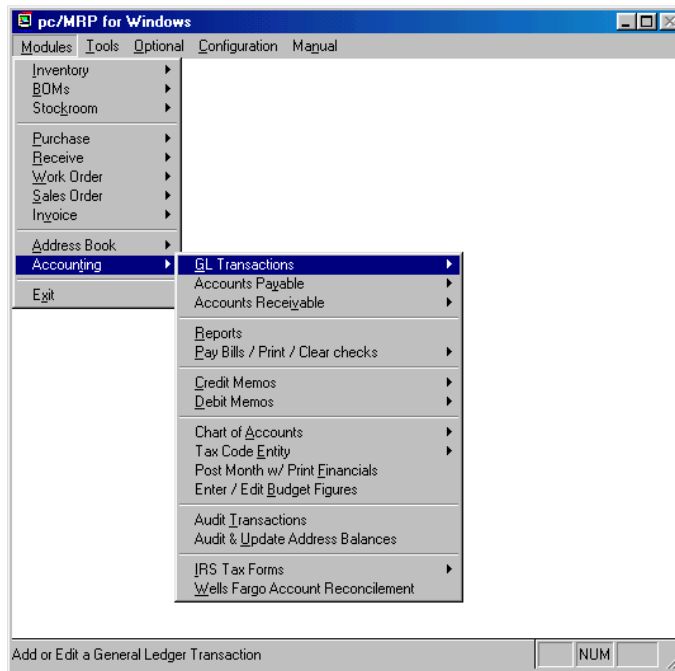 pc/MRP for Windows
Modules Tools Optional Configuration Manual
Inventory
BOMs
Stockroom
Purchase
Receive
Work Order
Sales Order
Invoice
Address Book
Accounting
Exit
GL Transactions
Accounts Payable
Accounts Receivable
Reports
Pay Bills / Print / Clear checks
Credit Memos
Debit Memos
Chart of Accounts
Tax Code Entity
Post Month w/ Print Financials
Enter / Edit Budget Figures
Audit Transactions
Audit & Update Address Balances
IRS Tax Forms
Wells Fargo Account Reconcilement
Add or Edit a General Ledger Transaction
NUM